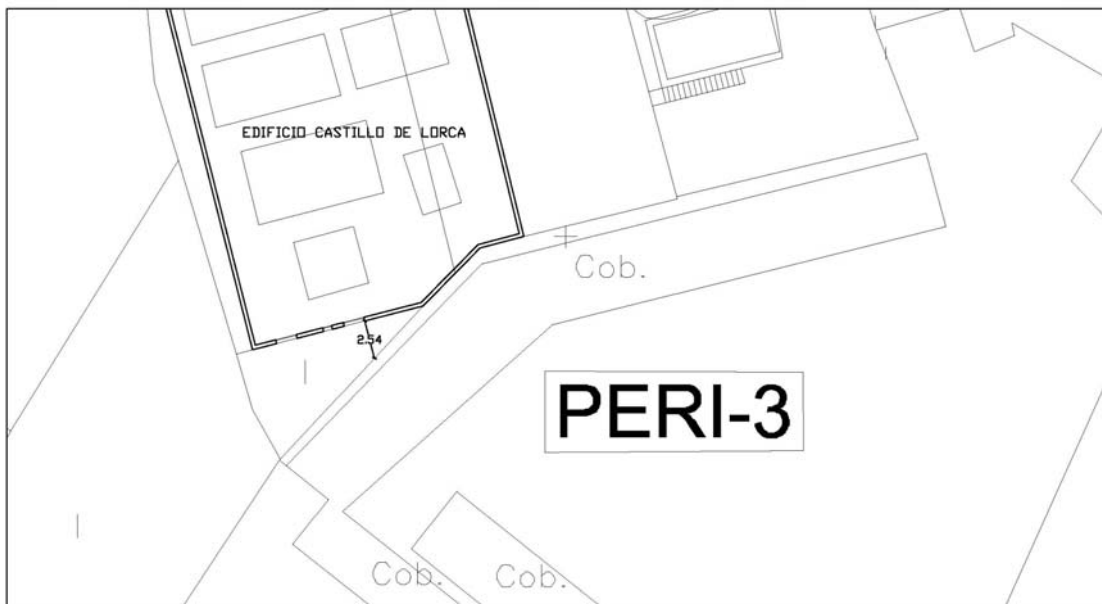 EDIFICIO CASTILLO DE LORCA
Cob.
2.54
PERI-3
Cob.
Cob.